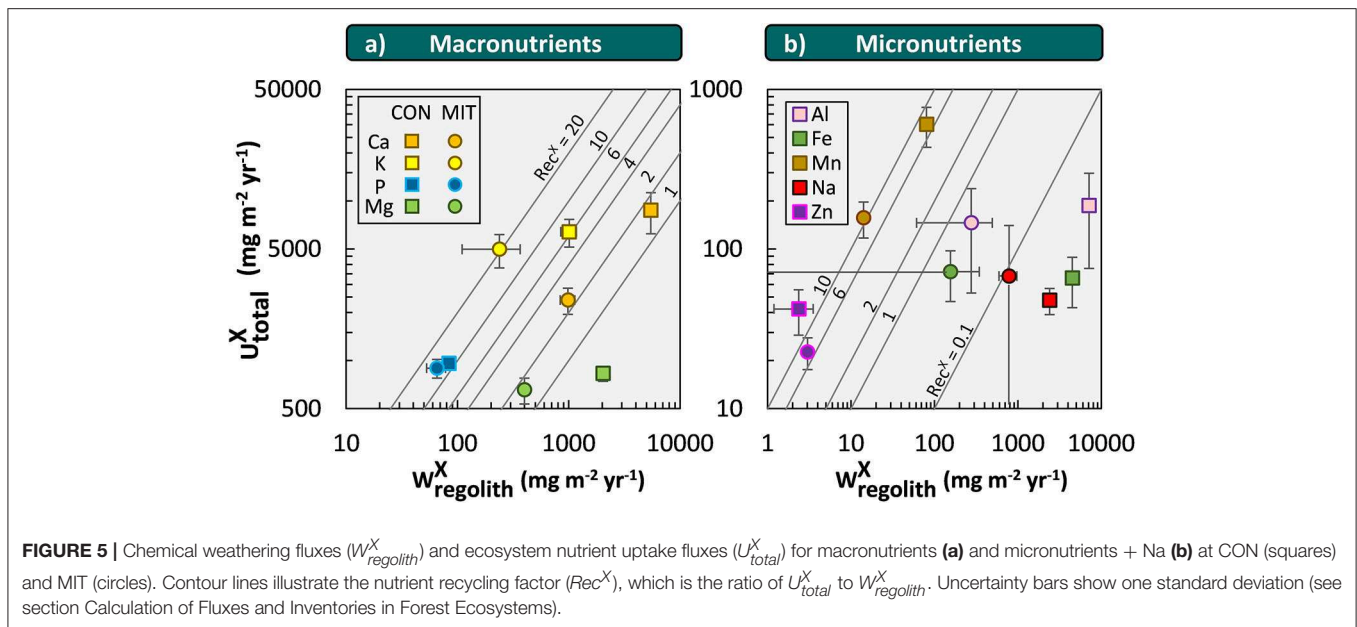 a) Macronutrients
50000
5000
500
U^X_total (mg m-2 yr-1)
CON MIT
Ca
K
P
Mg
Rec^X = 20
10
6
4
2
1
10 100 1000 10000
W^X_regolith (mg m-2 yr-1)
b) Micronutrients
1000
100
10
Al
Fe
Mn
Na
Zn
10
6
2
1
Rec^X = 0.1
1 10 100 1000 10000
W^X_regolith (mg m-2 yr-1)
FIGURE 5 | Chemical weathering fluxes (W^X_regolith) and ecosystem nutrient uptake fluxes (U^X_total) for macronutrients (a) and micronutrients + Na (b) at CON (squares)
and MIT (circles). Contour lines illustrate the nutrient recycling factor (Rec^X), which is the ratio of U^X_total to W^X_regolith. Uncertainty bars show one standard deviation (see
section Calculation of Fluxes and Inventories in Forest Ecosystems).